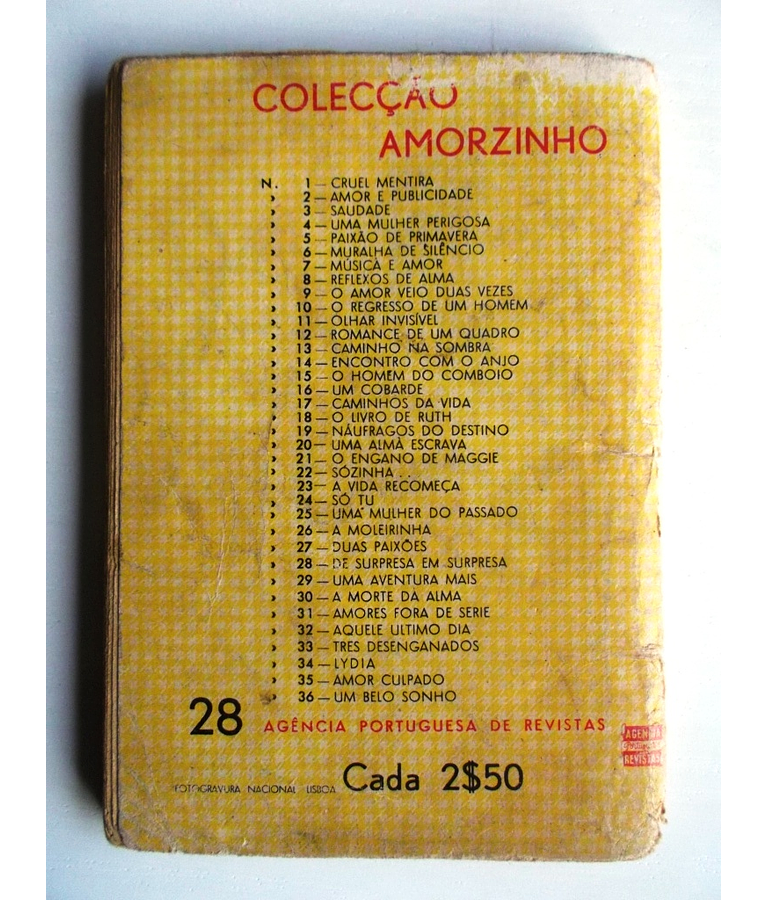 COLECÇÃO
AMORZINHO
N. 1 — CRUEL MENTIRA
» 2 — AMOR E PUBLICIDADE
» 3 — SAUDADE
» 4 — UMA MULHER PERIGOSA
» 5 — PAIXÃO DE PRIMAVERA
» 6 — MURALHA DE SILÊNCIO
» 7 — MÚSICA E AMOR
» 8 — REFLEXOS DE ALMA
» 9 — O AMOR VEIO DUAS VEZES
» 10 — O REGRESSO DE UM HOMEM
» 11 — OLHAR INVISÍVEL
» 12 — ROMANCE DE UM QUADRO
» 13 — CAMINHO NA SOMBRA
» 14 — ENCONTRO COM O ANJO
» 15 — O HOMEM DO COMBOIO
» 16 — UM COBARDE
» 17 — CAMINHOS DA VIDA
» 18 — O LIVRO DE RUTH
» 19 — NÁUFRAGOS DO DESTINO
» 20 — UMA ALMA ESCRAVA
» 21 — O ENGANO DE MAGGIE
» 22 — SÓZINHA . .
» 23 — A VIDA RECOMEÇA
» 24 — SÓ TU
» 25 — UMA MULHER DO PASSADO
» 26 — A MOLEIRINHA
» 27 — DUAS PAIXÕES
» 28 — DE SURPRESA EM SURPRESA
» 29 — UMA AVENTURA MAIS
» 30 — A MORTE DA ALMA
» 31 — AMORES FORA DE SERIE
» 32 — AQUELE ULTIMO DIA
» 33 — TRES DESENGANADOS
» 34 — LYDIA
» 35 — AMOR CULPADO
» 36 — UM BELO SONHO
28 AGÊNCIA PORTUGUESA DE REVISTAS
AGENCIA
REVISTAS
FOTOGRAVURA NACIONAL LISBOA Cada 2$50